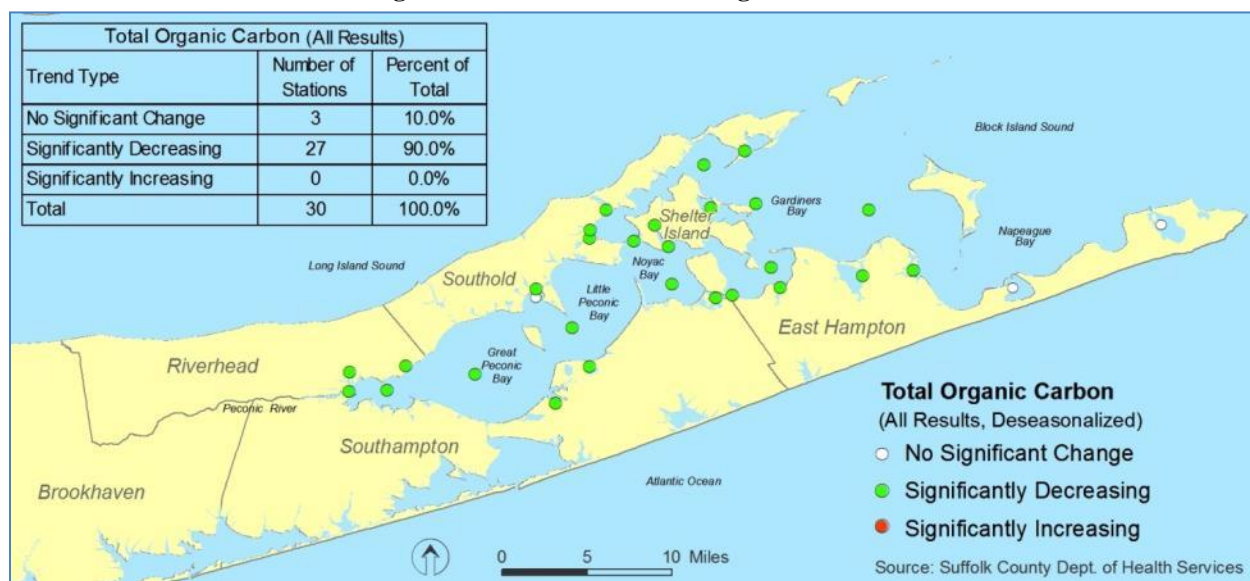 Total Organic Carbon (All Results)
Trend Type
Number of Stations
Percent of Total
No Significant Change 3 10.0%
Significantly Decreasing 27 90.0%
Significantly Increasing 0 0.0%
Total 30 100.0%
Block Island Sound
Gardiners
Bay
Shelter
Island
Napeague
Bay
Long Island Sound
Noyac
Bay
Southold
Little
Peconic
Bay
East Hampton
Great
Peconic
Bay
Riverhead
Peconic River
Southampton
Atlantic Ocean
Brookhaven
Total Organic Carbon
(All Results, Deseasonalized)
No Significant Change
Significantly Decreasing
Significantly Increasing
0 5 10 Miles
Source: Suffolk County Dept. of Health Services